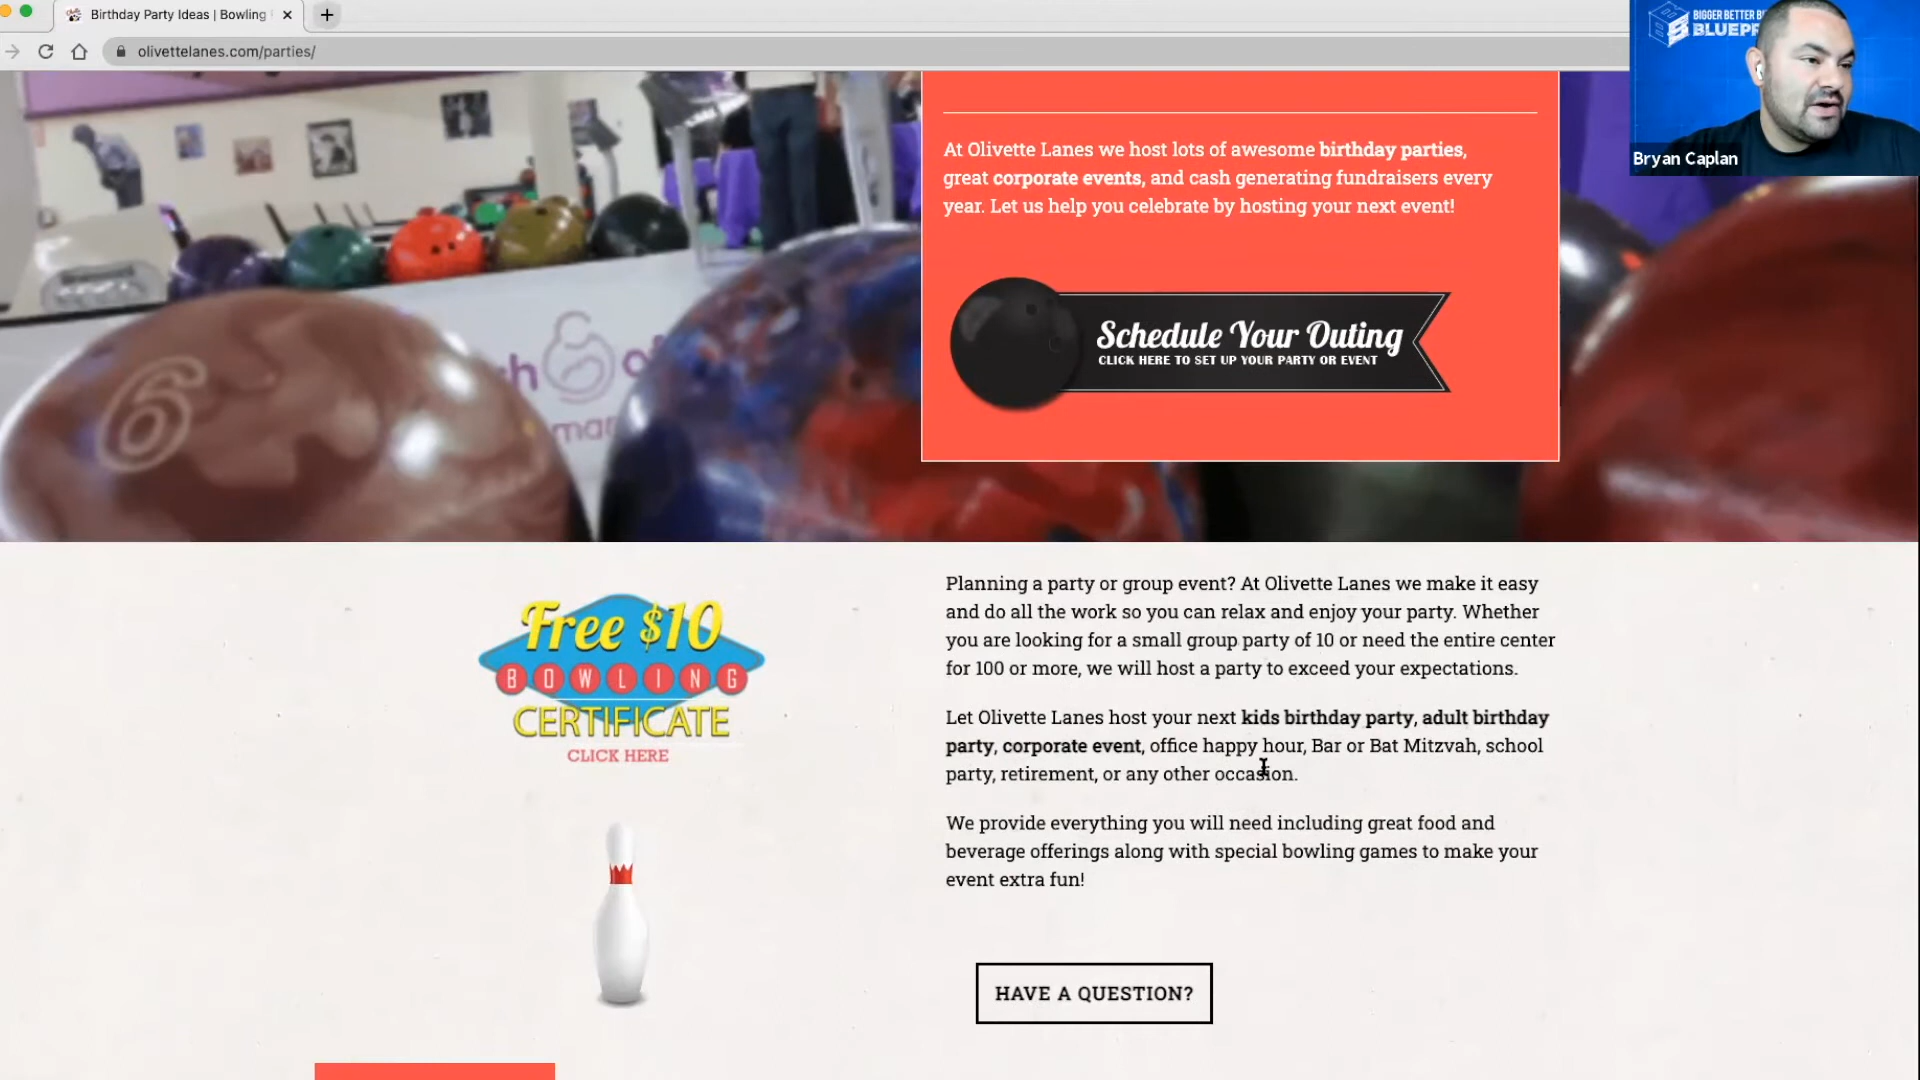 Birthday Party Ideas | Bowling
olivettelanes.com/parties/
BIGGER BETTER
Bryan Caplan
At Olivette Lanes we host lots of awesome birthday parties,
great corporate events, and cash generating fundraisers every
year. Let us help you celebrate by hosting your next event!
Schedule Your Outing
CLICK HERE TO SET UP YOUR PARTY OR EVENT
6
Free $10
BOWLING
CERTIFICATE
CLICK HERE
Planning a party or group event? At Olivette Lanes we make it easy
and do all the work so you can relax and enjoy your party. Whether
you are looking for a small group party of 10 or need the entire center
for 100 or more, we will host a party to exceed your expectations.
Let Olivette Lanes host your next kids birthday party, adult birthday
party, corporate event, office happy hour, Bar or Bat Mitzvah, school
party, retirement, or any other occasion.
We provide everything you will need including great food and
beverage offerings along with special bowling games to make your
event extra fun!
HAVE A QUESTION?